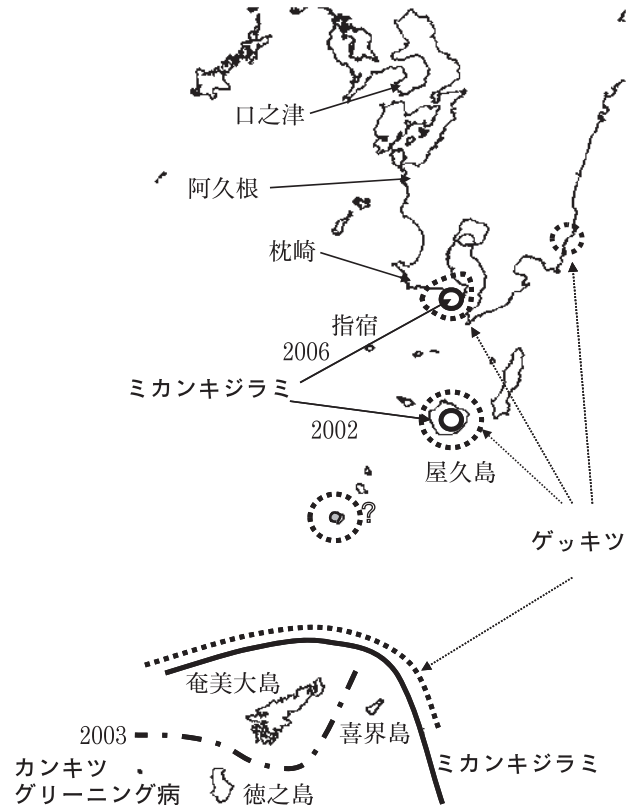 口之津
阿久根
枕崎
指宿
2006
ミカンキジラミ
2002
屋久島
?
ゲッキツ
奄美大島
2003
喜界島
カンキツ
グリーニング病
徳之島
ミカンキジラミ